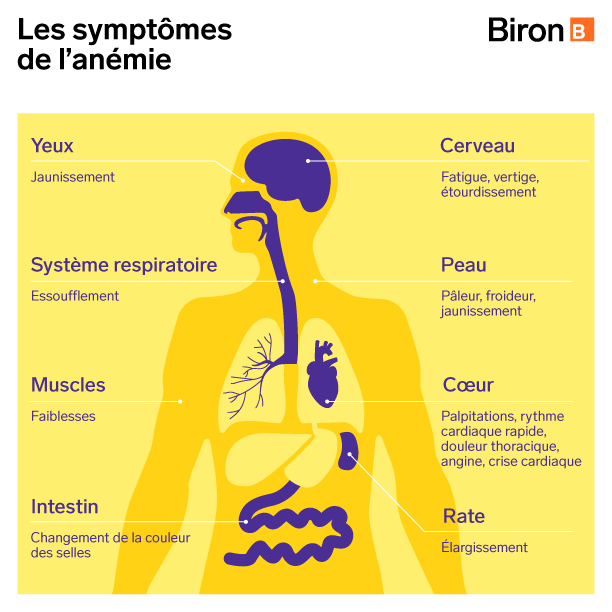 Les symptômes
de l'anémie
Biron B
Yeux
Jaunissement
Cerveau
Fatigue, vertige,
étourdissement
Système respiratoire
Essoufflement
Peau
Pâleur, froideur,
jaunissement
Muscles
Faiblesses
Cœur
Palpitations, rythme
cardiaque rapide,
douleur thoracique,
angine, crise cardiaque
Intestin
Changement de la couleur
des selles
Rate
Élargissement